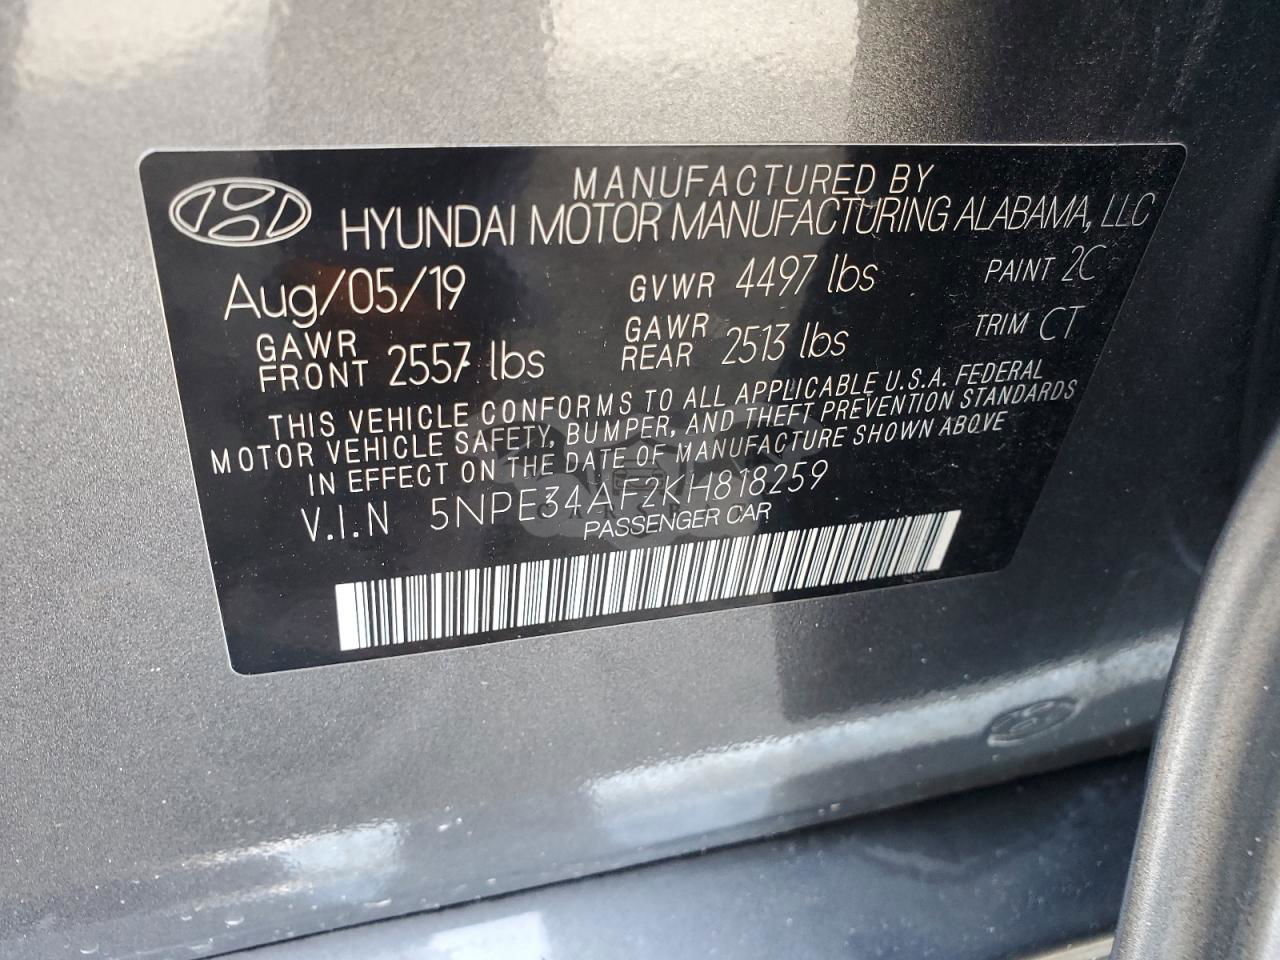 MANUFACTURED BY
HYUNDAI MOTOR MANUFACTURING ALABAMA, LLC
Aug/05/19 GVWR 4497 lbs PAINT 2C
GAWR FRONT 2557 lbs GAWR REAR 2513 lbs TRIM CT
THIS VEHICLE CONFORMS TO ALL APPLICABLE U.S.A. FEDERAL
MOTOR VEHICLE SAFETY, BUMPER, AND THEFT PREVENTION STANDARDS
IN EFFECT ON THE DATE OF MANUFACTURE SHOWN ABOVE
V.I.N 5NPE34AF2KH818259
PASSENGER CAR